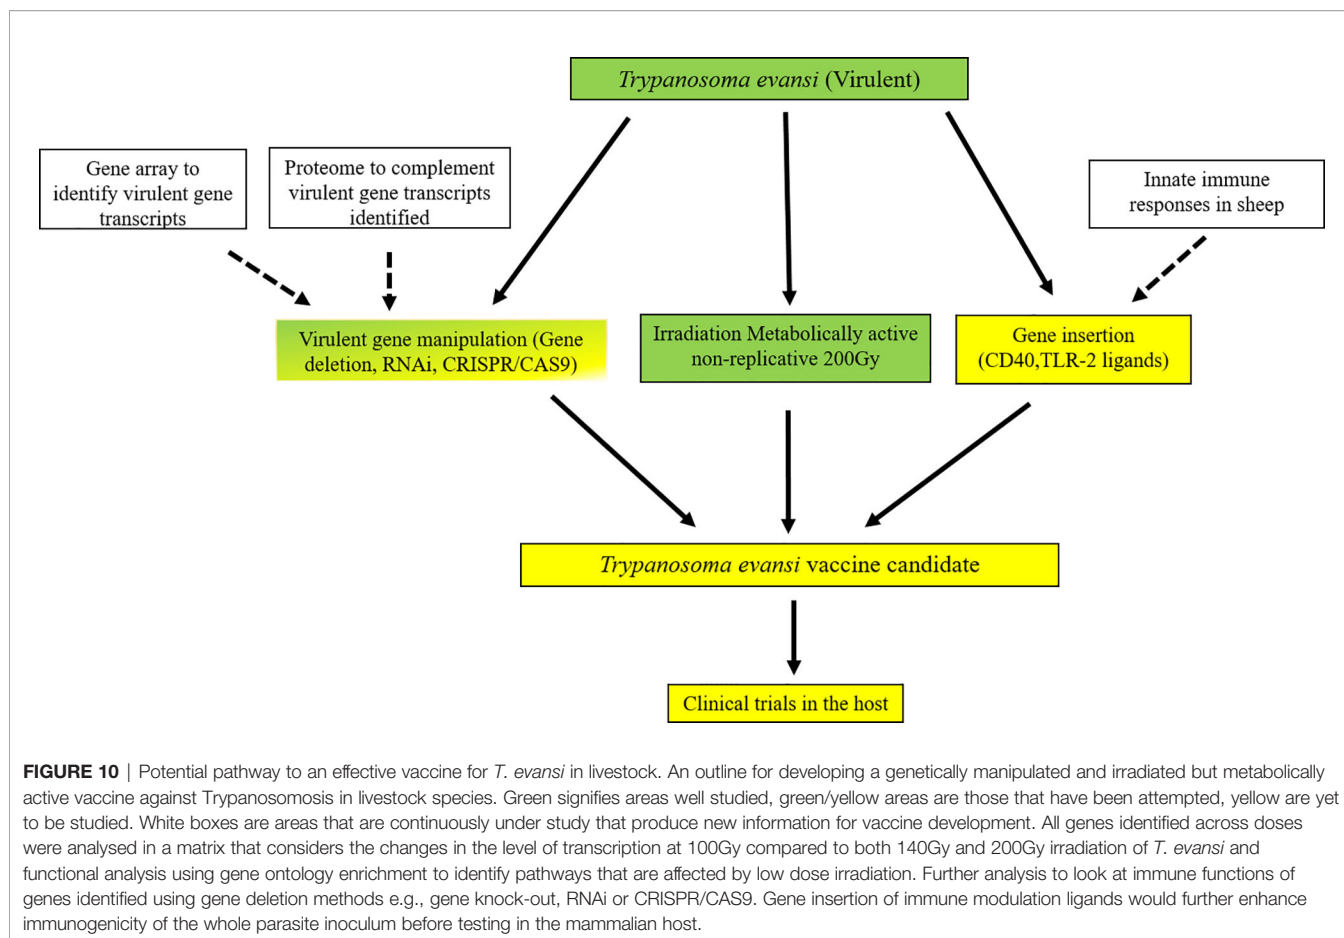 Trypanosoma evansi (Virulent)
Gene array to
identify virulent gene
transcripts
Proteome to complement
virulent gene transcripts
identified
Innate immune
responses in sheep
Virulent gene manipulation (Gene
deletion, RNAi, CRISPR/CAS9)
Irradiation Metabolically active
non-replicative 200Gy
Gene insertion
(CD40,TLR-2 ligands)
Trypanosoma evansi vaccine candidate
Clinical trials in the host
FIGURE 10 | Potential pathway to an effective vaccine for T. evansi in livestock. An outline for developing a genetically manipulated and irradiated but metabolically
active vaccine against Trypanosomosis in livestock species. Green signifies areas well studied, green/yellow areas are those that have been attempted, yellow are yet
to be studied. White boxes are areas that are continuously under study that produce new information for vaccine development. All genes identified across doses
were analysed in a matrix that considers the changes in the level of transcription at 100Gy compared to both 140Gy and 200Gy irradiation of T. evansi and
functional analysis using gene ontology enrichment to identify pathways that are affected by low dose irradiation. Further analysis to look at immune functions of
genes identified using gene deletion methods e.g., gene knock-out, RNAi or CRISPR/CAS9. Gene insertion of immune modulation ligands would further enhance
immunogenicity of the whole parasite inoculum before testing in the mammalian host.